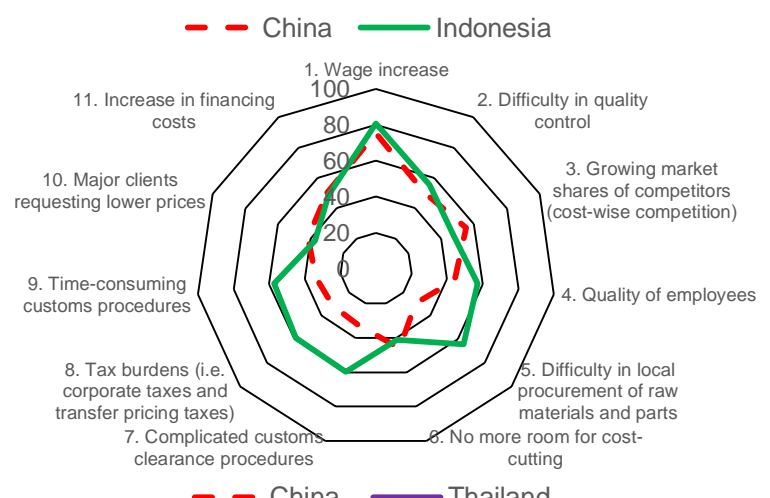 China Indonesia
1. Wage increase
100
80
60
40
20
0
2. Difficulty in quality
control
3. Growing market
shares of competitors
(cost-wise competition)
4. Quality of employees
5. Difficulty in local
procurement of raw
materials and parts
6. No more room for cost-
cutting
7. Complicated customs
clearance procedures
8. Tax burdens (i.e.
corporate taxes and
transfer pricing taxes)
9. Time-consuming
customs procedures
10. Major clients
requesting lower prices
11. Increase in financing
costs
China Thailand